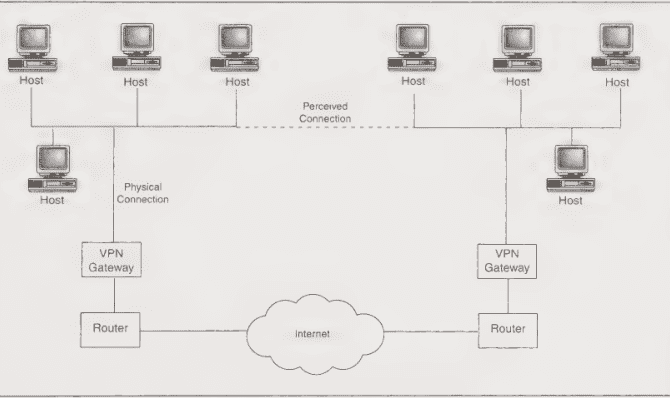 Host
Host
Host
Host
Host
Host
Perceived
Connection
Host
Physical
Connection
Host
VPN
Gateway
VPN
Gateway
Router
Internet
Router